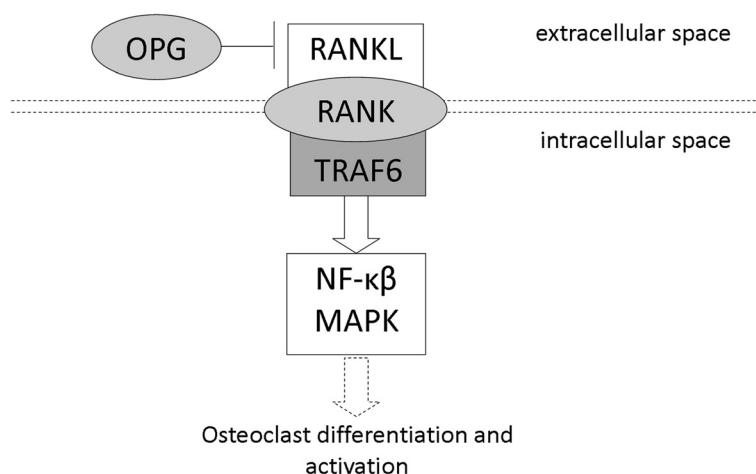 OPG
RANKL
extracellular space
RANK
intracellular space
TRAF6
NF-κβ
MAPK
Osteoclast differentiation and
activation